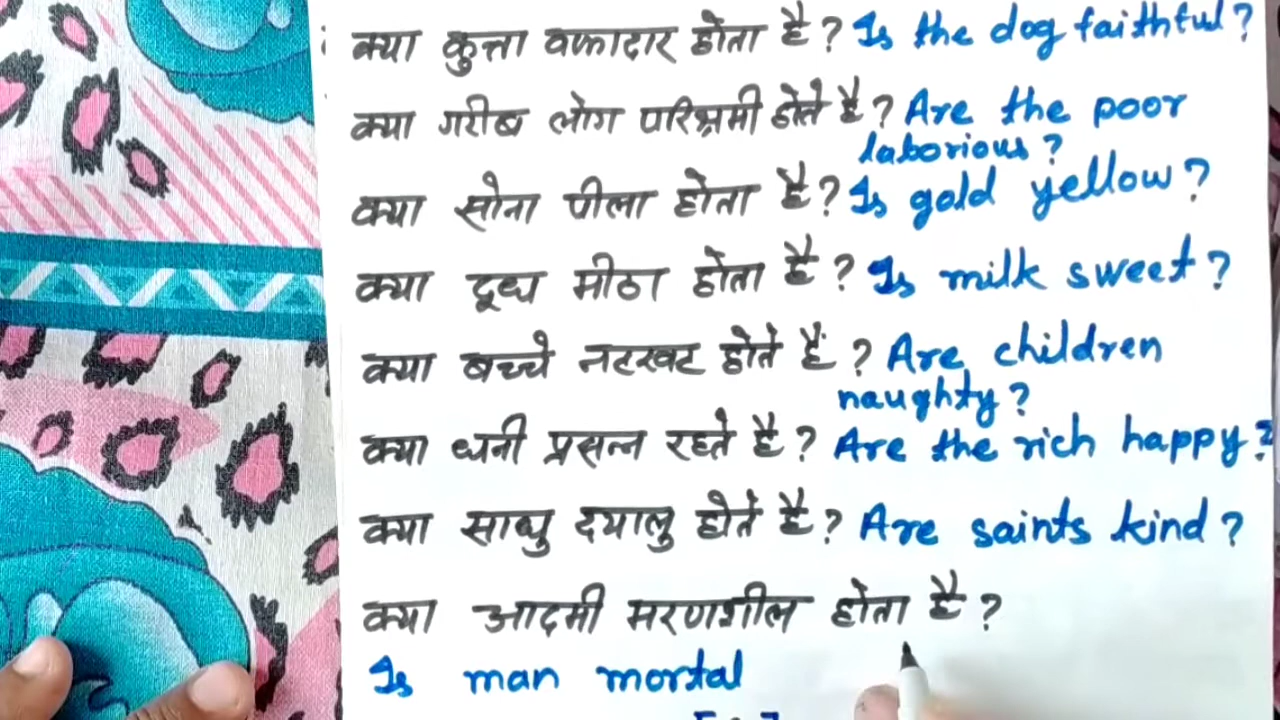 क्या कुत्ता वफादार होता है? Is the dog faithful?
क्या गरीब लोग परिश्रमी होते है? Are the poor
laborious?
क्या सोना पीला होता है? Is gold yellow?
क्या दूध मीठा होता है? Is milk sweet?
क्या बच्चे नटखट होते हैं? Are children
naughty?
क्या धनी प्रसन्न रहते है? Are the rich happy?
क्या साधु दयालु होते है? Are saints kind?
क्या आदमी मरणशील होता है?
Is man mortal